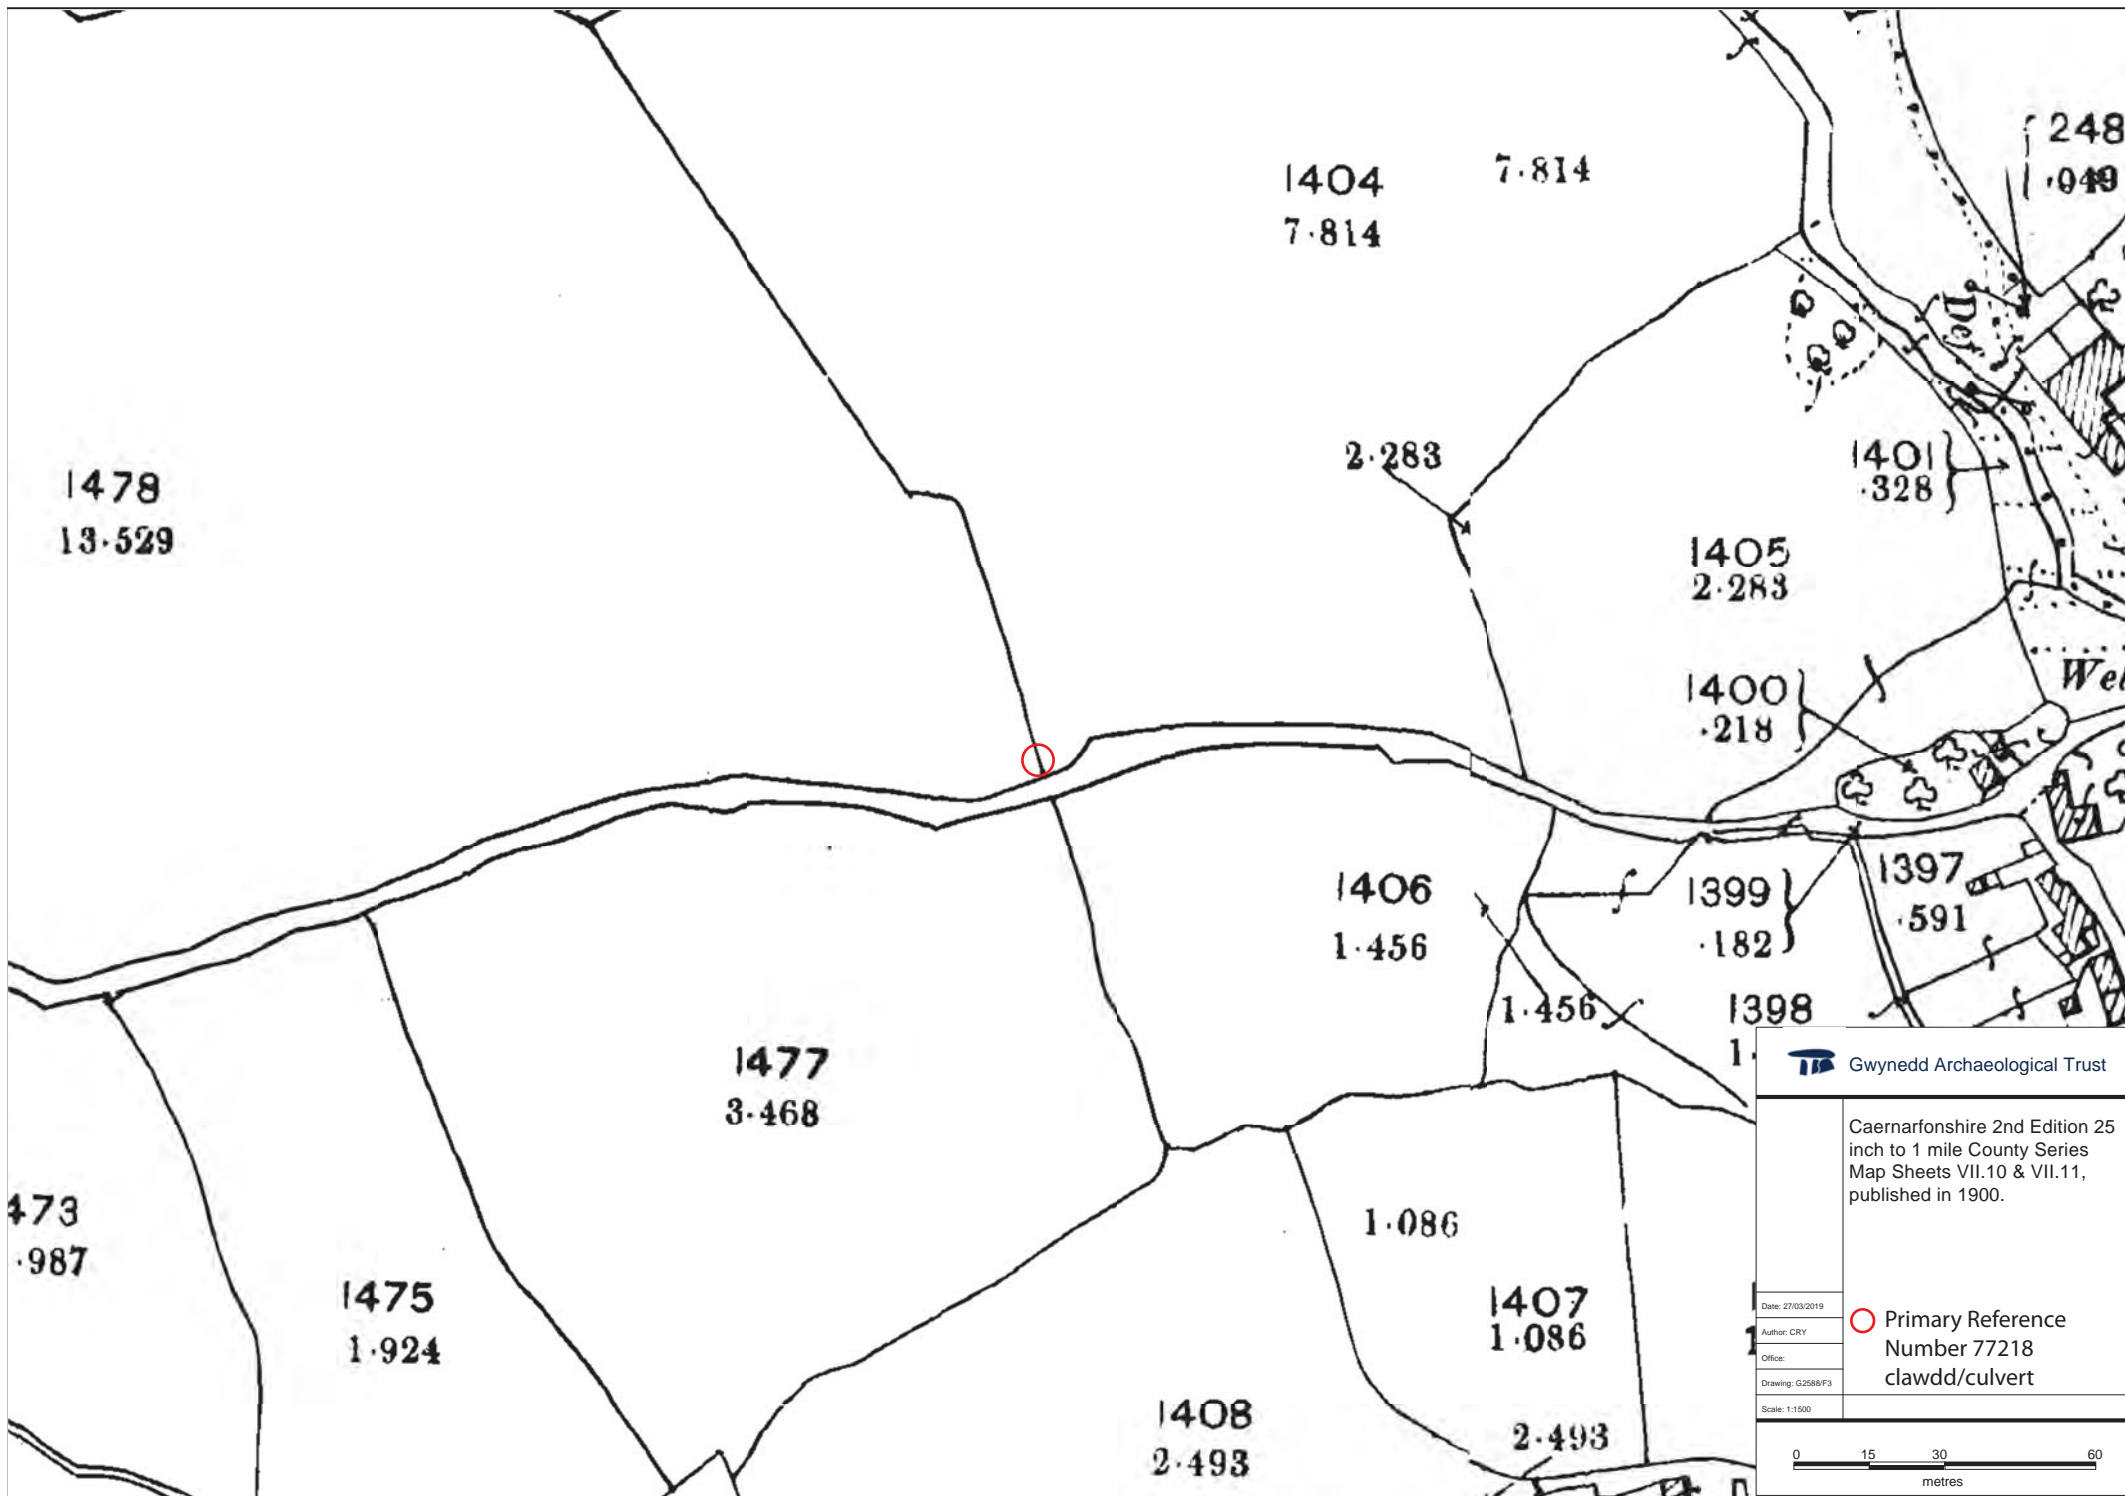 248
1404
7·814
7·814
Def
2·283
1401
·328
1478
13·529
1405
2·283
1400
·218
1406
1·456
1399
·182
1397
·591
1·456
1398
1477
3·468
473
·987
1475
1·924
1·086
1407
1·086
1408
2·493
2·493
Gwynedd Archaeological Trust
Caernarfonshire 2nd Edition 25
inch to 1 mile County Series
Map Sheets VII.10 & VII.11,
published in 1900.
Date: 27/03/2019
Author: CRY
Office:
Drawing: G2588/F3
Scale: 1:1500
Primary Reference
Number 77218
clawdd/culvert
0 15 30 60
metres